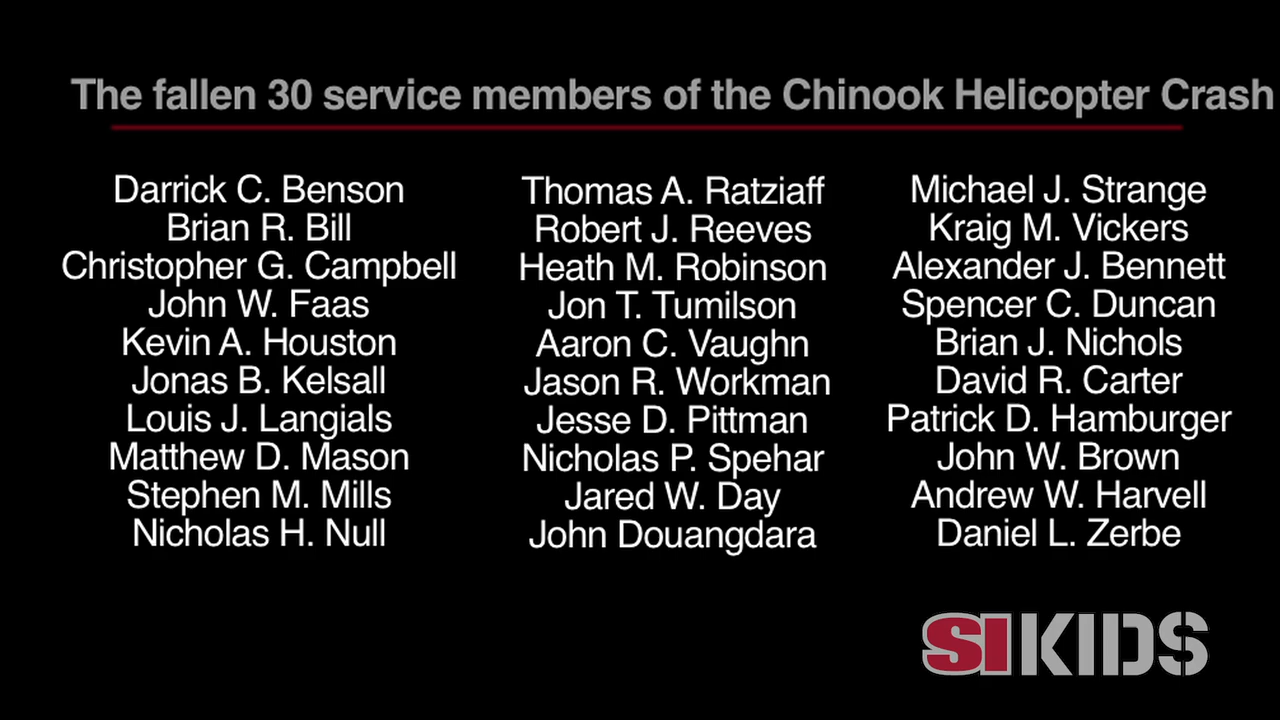 The fallen 30 service members of the Chinook Helicopter Crash
Darrick C. Benson
Brian R. Bill
Christopher G. Campbell
John W. Faas
Kevin A. Houston
Jonas B. Kelsall
Louis J. Langials
Matthew D. Mason
Stephen M. Mills
Nicholas H. Null
Thomas A. Ratziaff
Robert J. Reeves
Heath M. Robinson
Jon T. Tumilson
Aaron C. Vaughn
Jason R. Workman
Jesse D. Pittman
Nicholas P. Spehar
Jared W. Day
John Douangdara
Michael J. Strange
Kraig M. Vickers
Alexander J. Bennett
Spencer C. Duncan
Brian J. Nichols
David R. Carter
Patrick D. Hamburger
John W. Brown
Andrew W. Harvell
Daniel L. Zerbe
SI KIDS